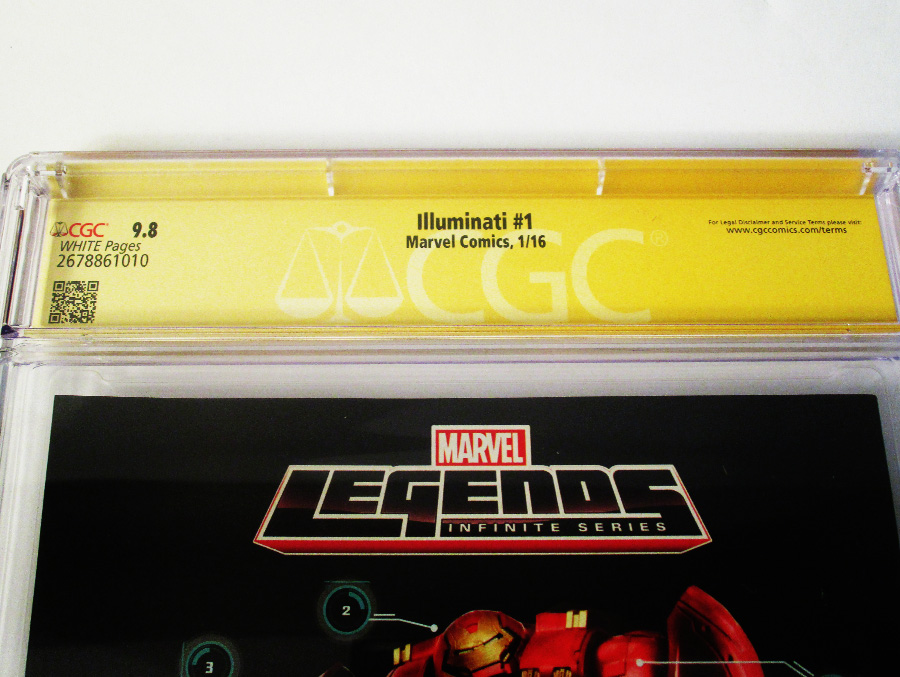 CGC 9.8
WHITE Pages
2678861010
Illuminati #1
Marvel Comics, 1/16
For Legal Disclaimer and Service Terms please visit:
www.cgccomics.com/terms
CGC®
MARVEL
LEGENDS
INFINITE SERIES
2
3